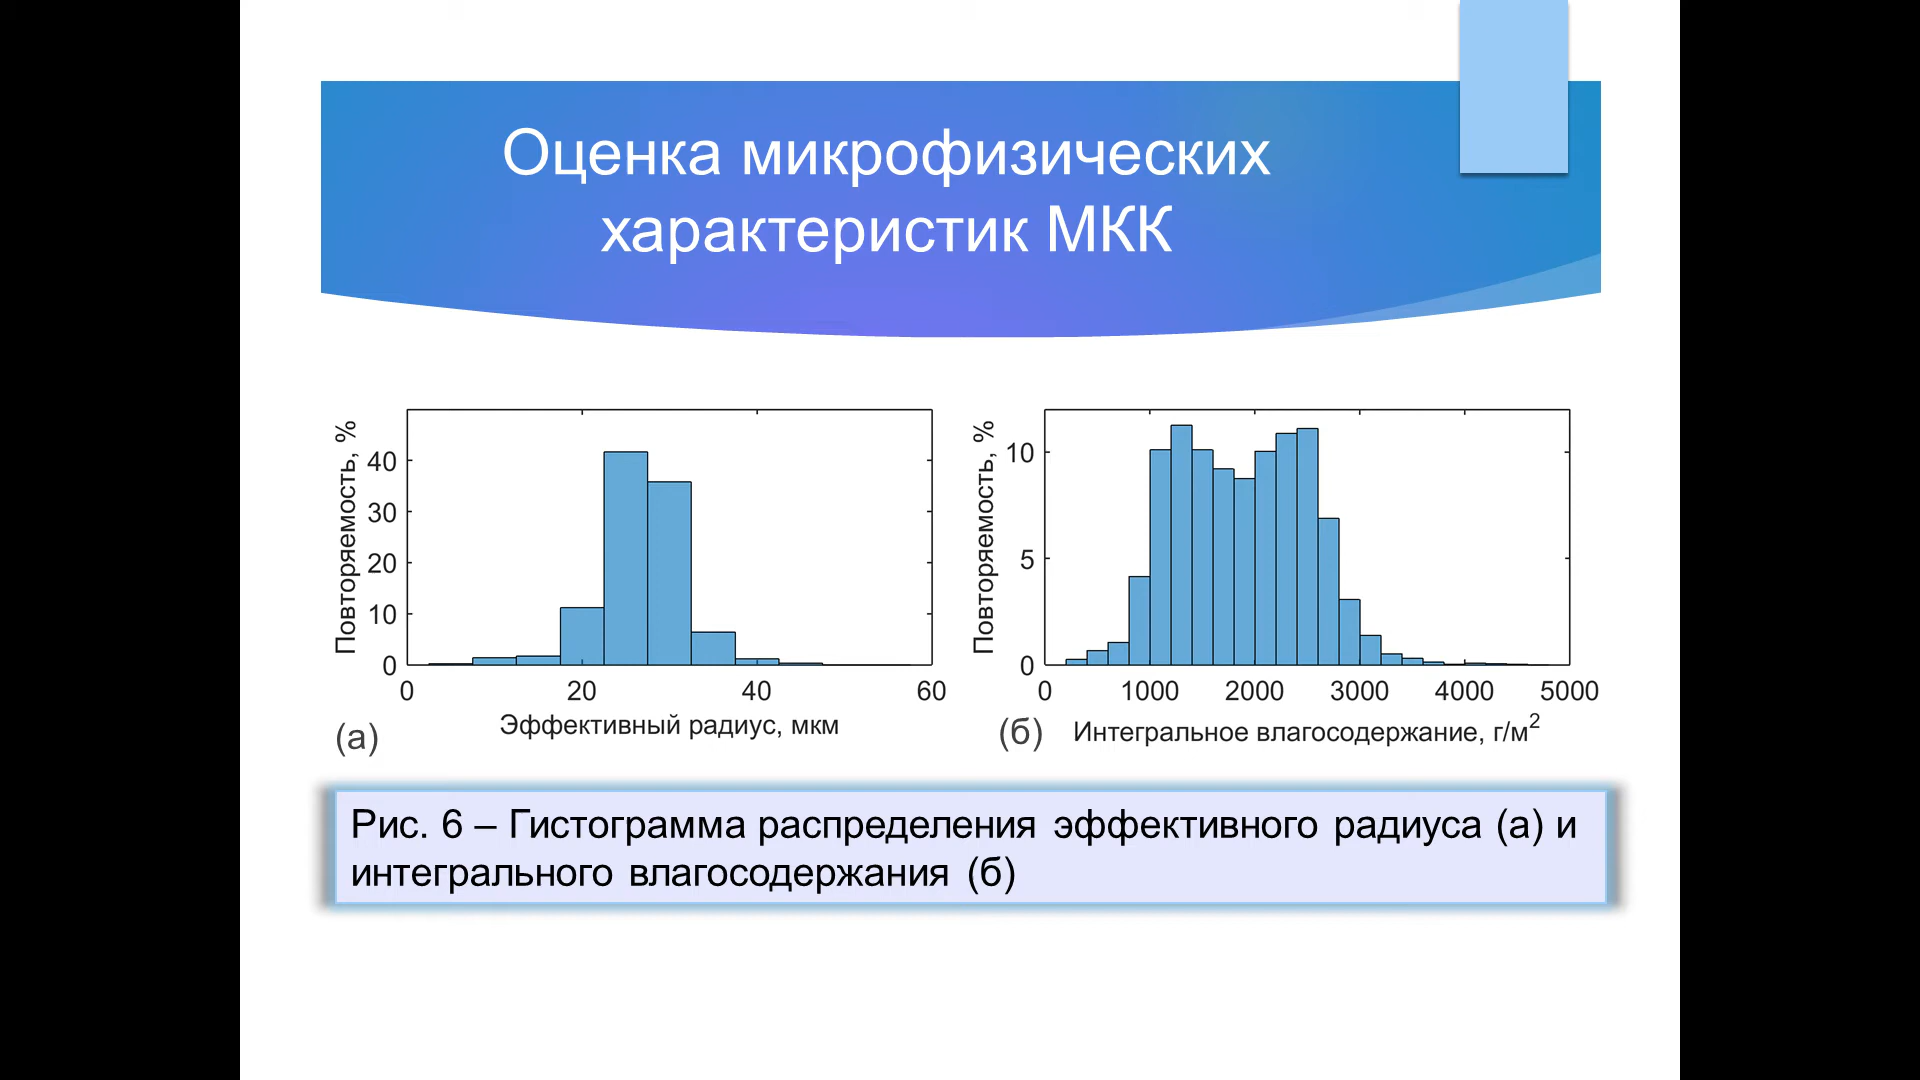 Оценка микрофизических
характеристик МКК
Повторяемость, %
40
30
20
10
0
0 20 40 60
Эффективный радиус, мкм
(а)
Повторяемость, %
10
5
0
0 1000 2000 3000 4000 5000
Интегральное влагосодержание, г/м²
(б)
Рис. 6 – Гистограмма распределения эффективного радиуса (а) и
интегрального влагосодержания (б)